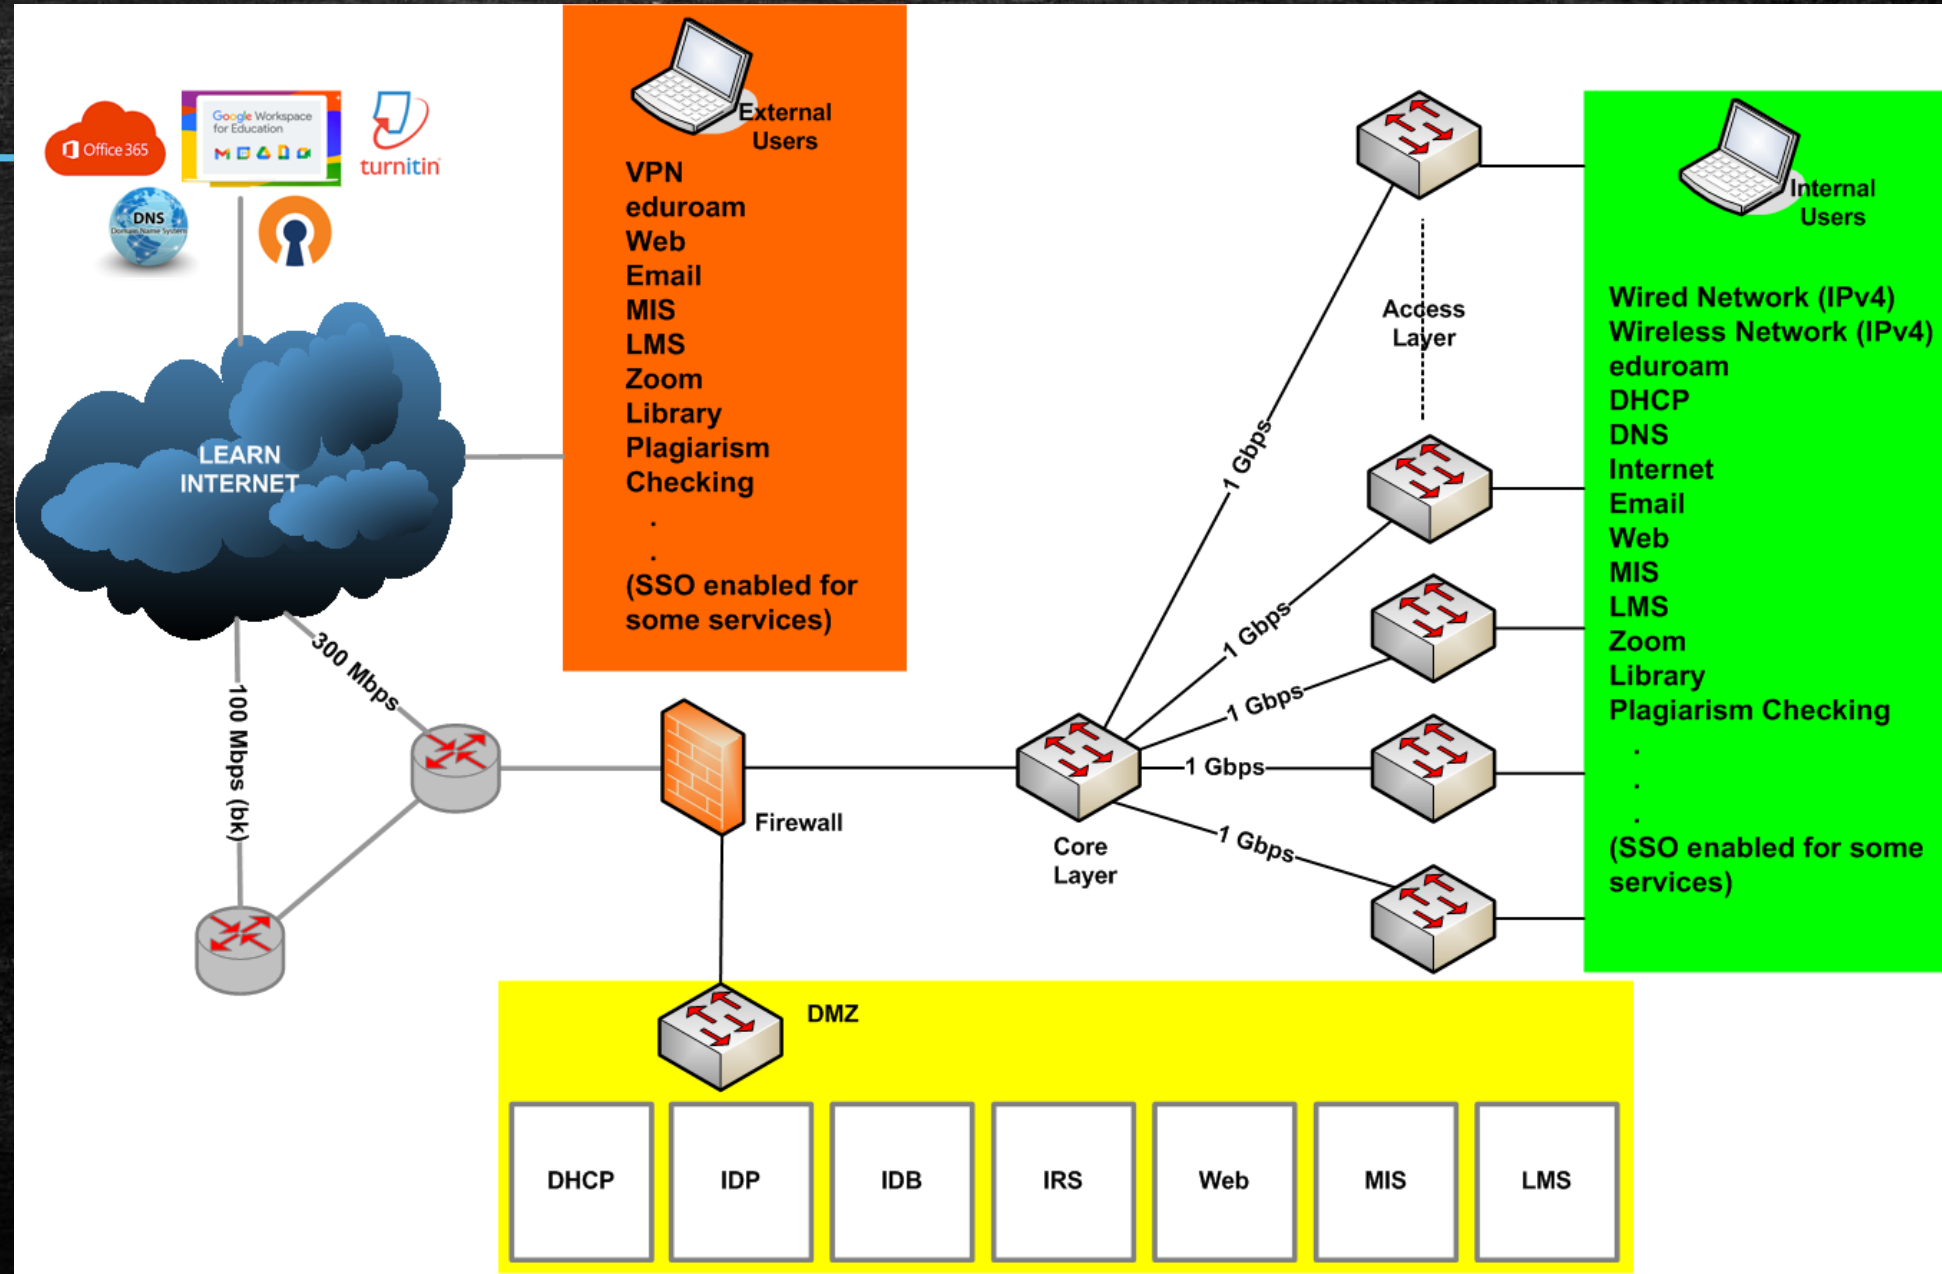 Office 365
Google Workspace
for Education
turnitin
DNS
Domain Name System
LEARN
INTERNET
300 Mbps
100 Mbps (bk)
External
Users
VPN
eduroam
Web
Email
MIS
LMS
Zoom
Library
Plagiarism
Checking
.
.
(SSO enabled for
some services)
Firewall
Core
Layer
1 Gbps
1 Gbps
1 Gbps
1 Gbps
1 Gbps
Access
Layer
Internal
Users
Wired Network (IPv4)
Wireless Network (IPv4)
eduroam
DHCP
DNS
Internet
Email
Web
MIS
LMS
Zoom
Library
Plagiarism Checking
.
.
.
(SSO enabled for some
services)
DMZ
DHCP
IDP
IDB
IRS
Web
MIS
LMS